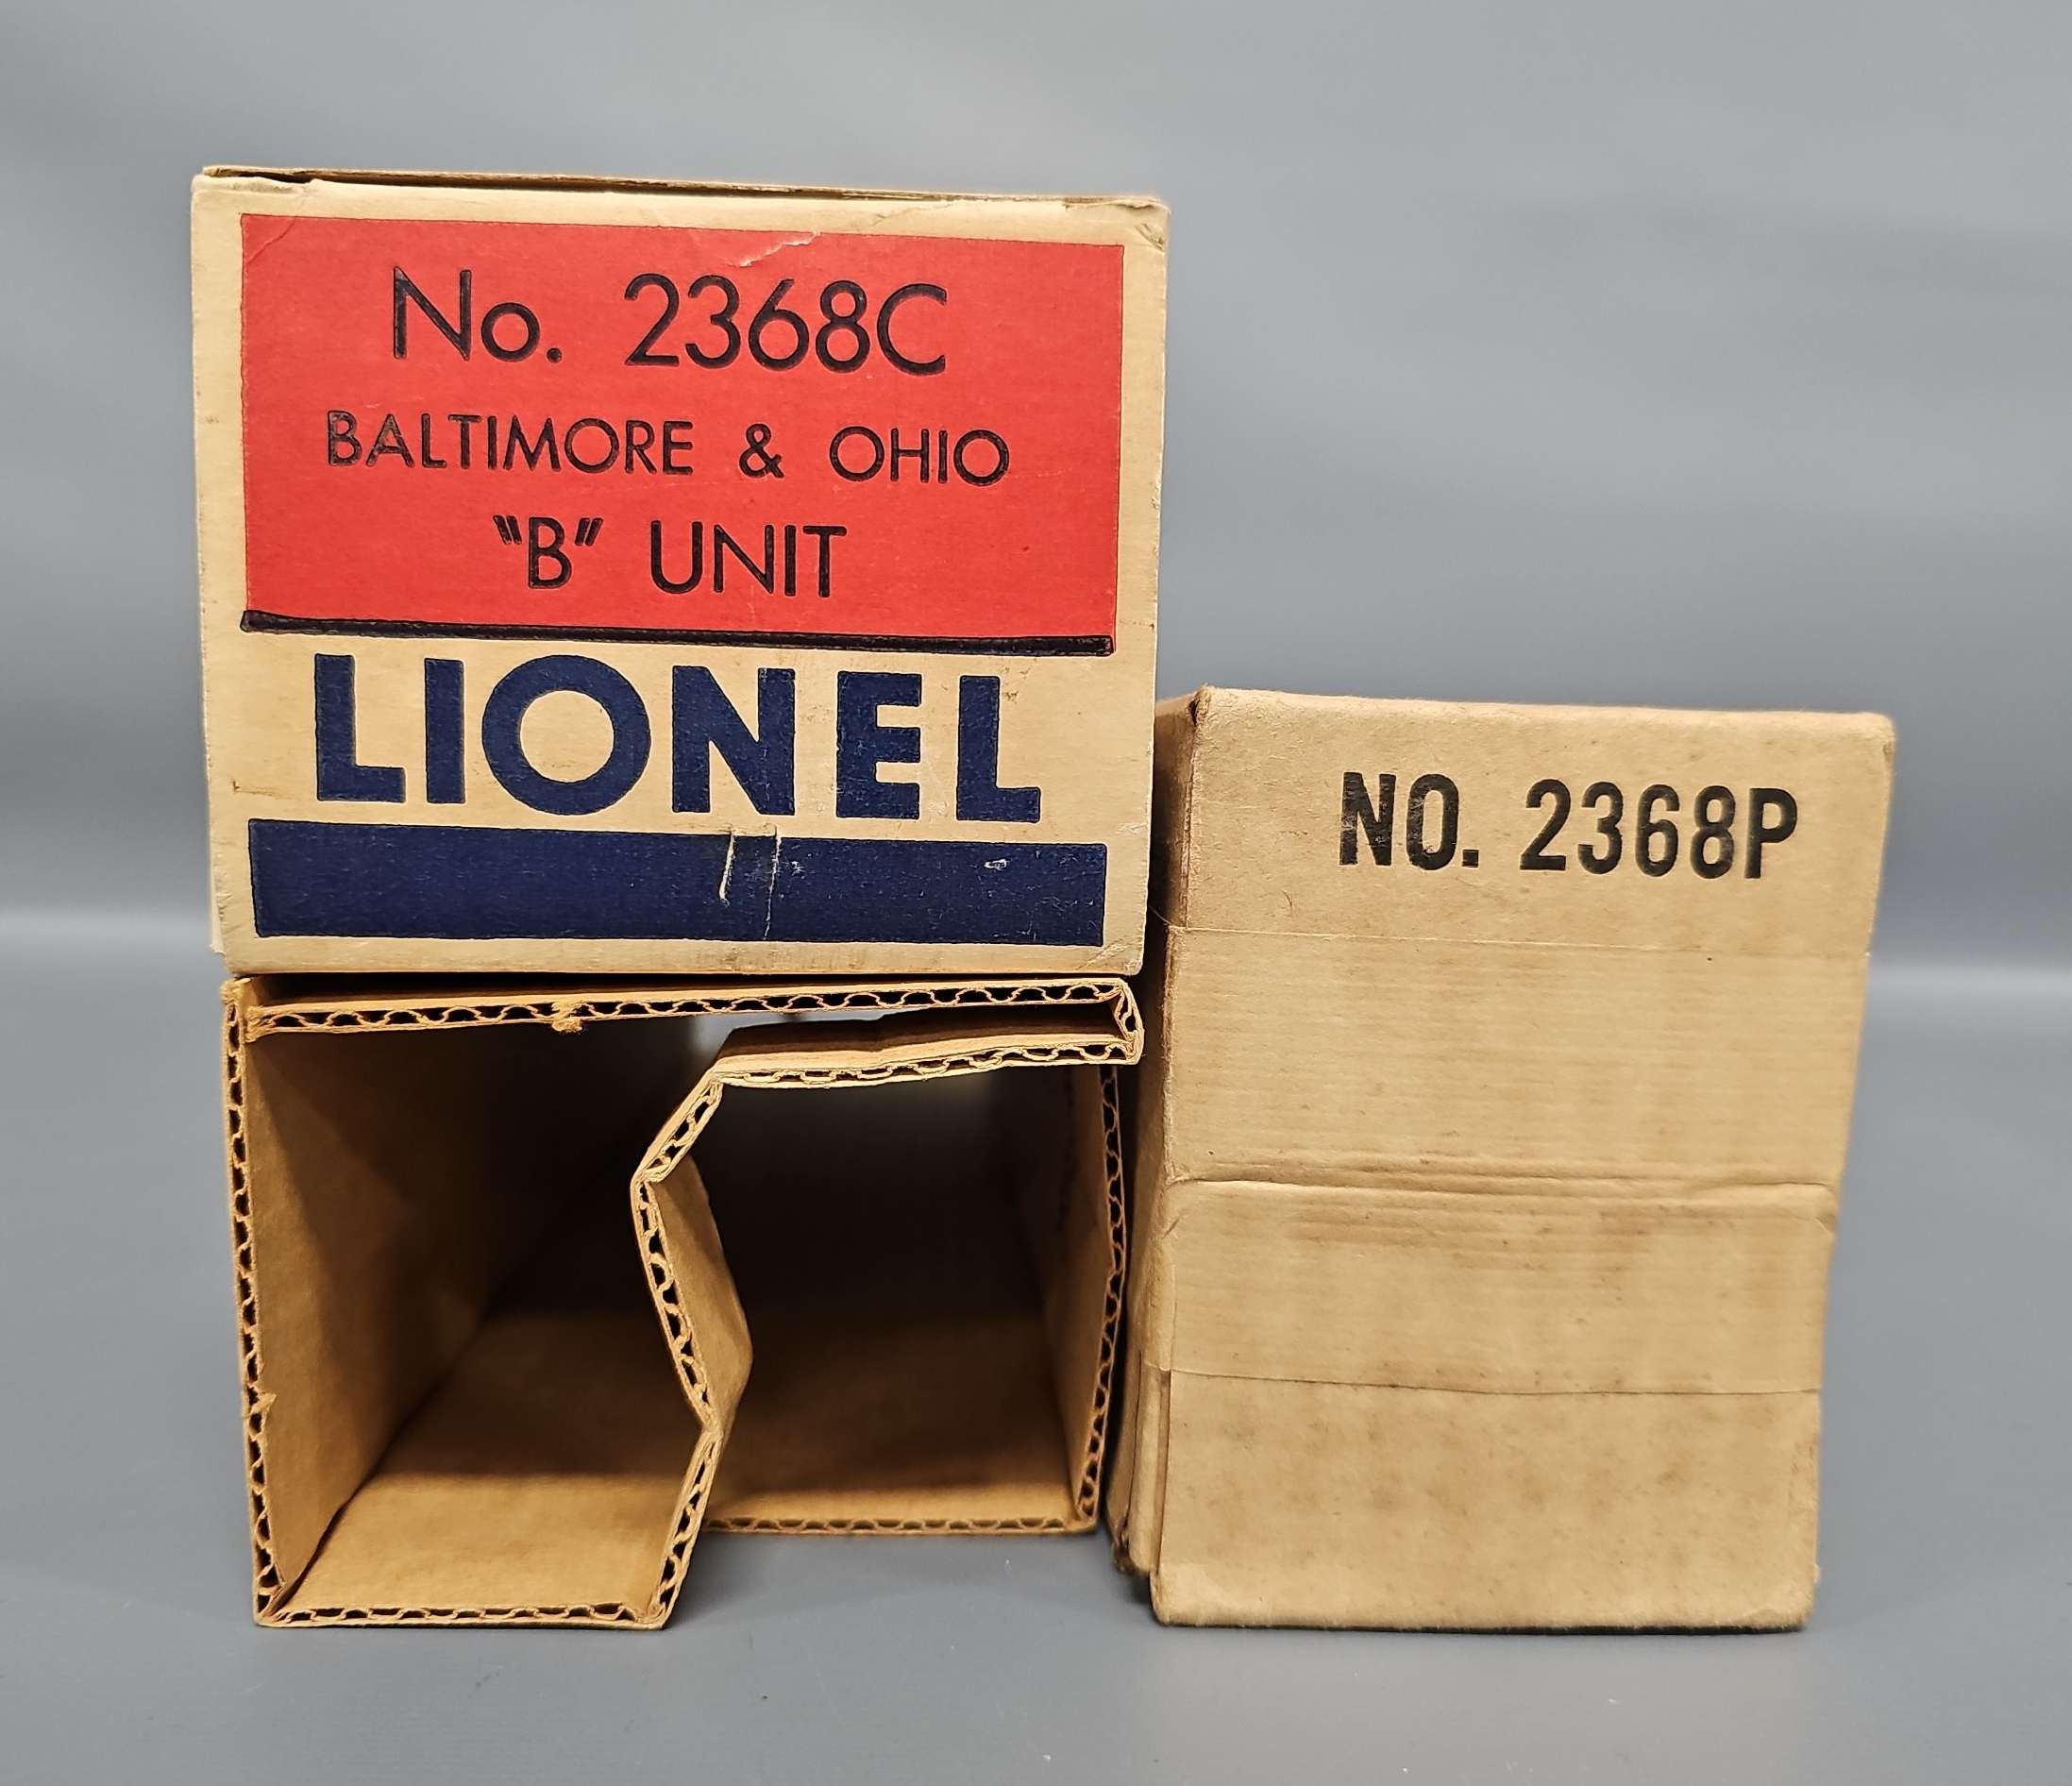 No. 2368C
BALTIMORE & OHIO
"B" UNIT
LIONEL
NO. 2368P